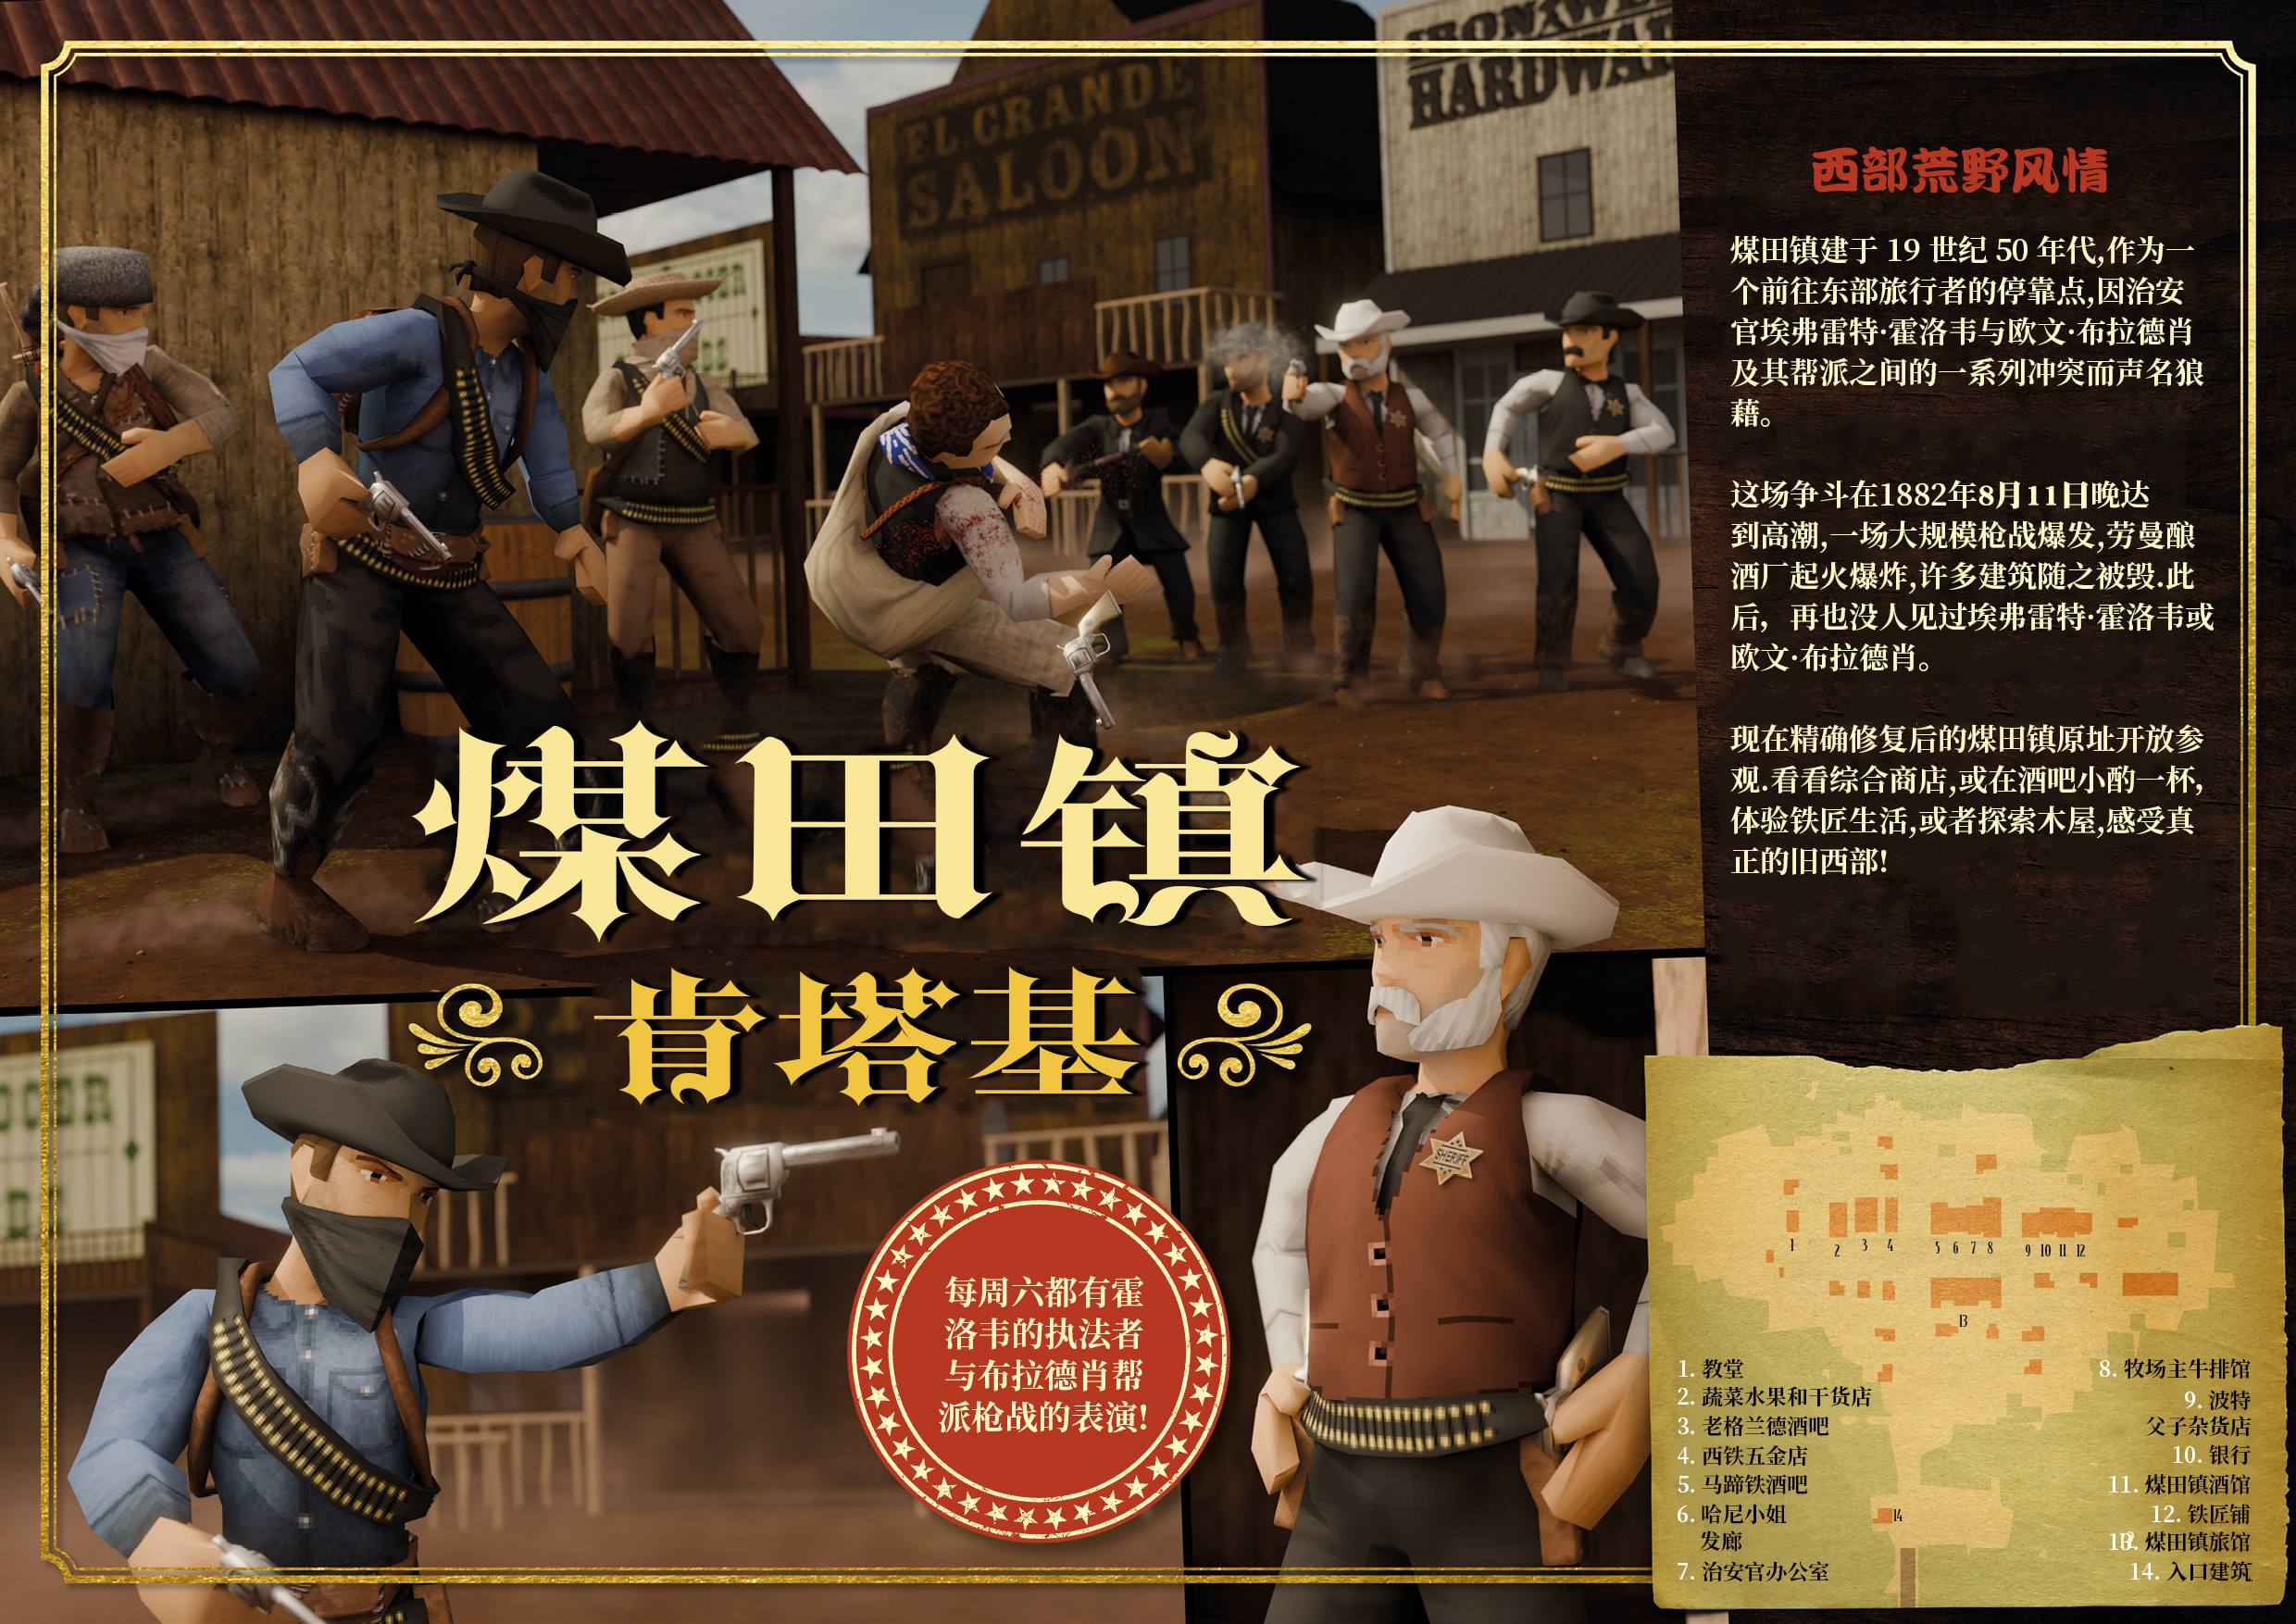 EL GRANDE
SALOON
HARDWAR
西部荒野风情
煤田镇建于 19 世纪 50 年代,作为一
个前往东部旅行者的停靠点,因治安
官埃弗雷特·霍洛韦与欧文·布拉德肖
及其帮派之间的一系列冲突而声名狼
藉。
这场争斗在1882年8月11日晚达
到高潮,一场大规模枪战爆发,劳曼酿
酒厂起火爆炸,许多建筑随之被毁.此
后，再也没人见过埃弗雷特·霍洛韦或
欧文·布拉德肖。
现在精确修复后的煤田镇原址开放参
观.看看综合商店,或在酒吧小酌一杯,
体验铁匠生活,或者探索木屋,感受真
正的旧西部!
煤田镇
肯塔基
SHERIFF
每周六都有霍
洛韦的执法者
与布拉德肖帮
派枪战的表演!
1 2 3 4 5 6 7 8 9 10 11 12
13
14
1. 教堂
2. 蔬菜水果和干货店
3. 老格兰德酒吧
4. 西铁五金店
5. 马蹄铁酒吧
6. 哈尼小姐
发廊
7. 治安官办公室
8. 牧场主牛排馆
9. 波特
父子杂货店
10. 银行
11. 煤田镇酒馆
12. 铁匠铺
13. 煤田镇旅馆
14. 入口建筑